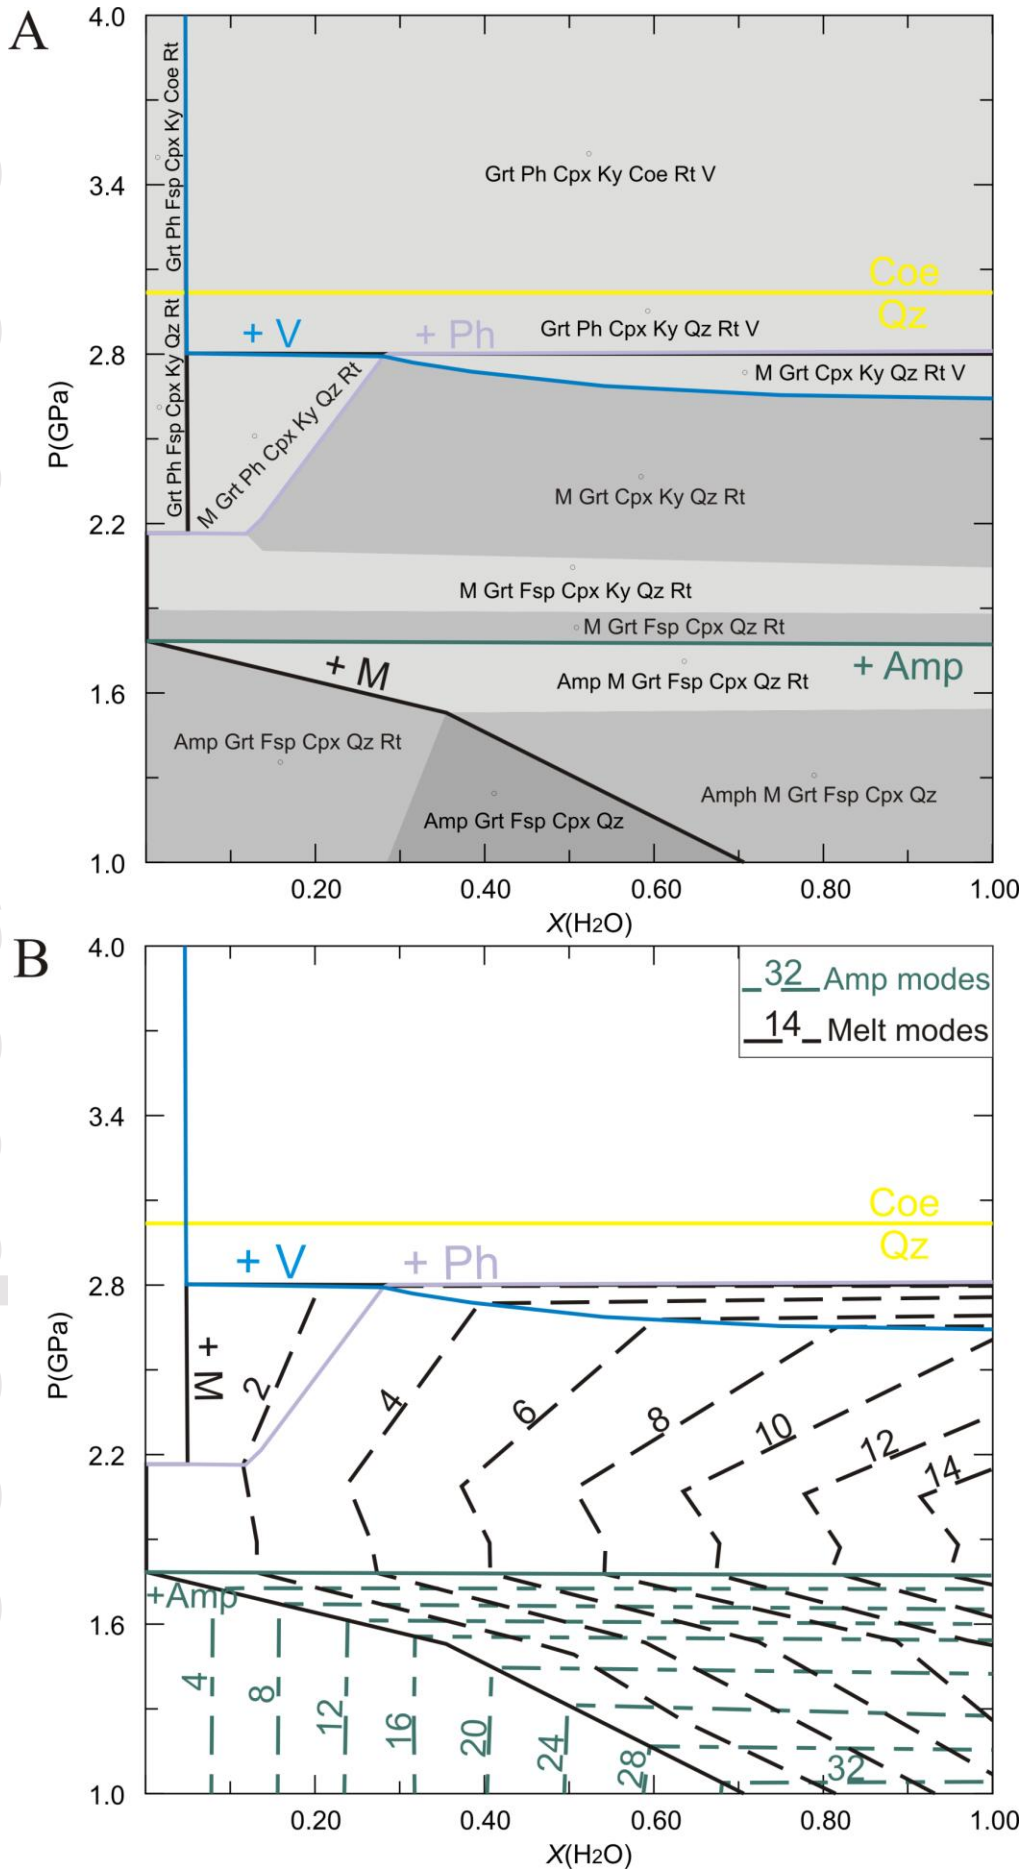 A
4.0
3.4
2.8
2.2
1.6
1.0
P(GPa)
Grt Ph Fsp Cpx Ky Coe Rt
Grt Ph Cpx Ky Coe Rt V
Coe
Qz
Grt Ph Fsp Cpx Ky Qz Rt
+ V
+ Ph
Grt Ph Cpx Ky Qz Rt V
M Grt Cpx Ky Qz Rt V
M Grt Ph Cpx Ky Qz Rt
M Grt Cpx Ky Qz Rt
M Grt Fsp Cpx Ky Qz Rt
M Grt Fsp Cpx Qz Rt
+ M
+ Amp
Amp M Grt Fsp Cpx Qz Rt
Amp Grt Fsp Cpx Qz Rt
Amph M Grt Fsp Cpx Qz
Amp Grt Fsp Cpx Qz
0.20 0.40 0.60 0.80 1.00
X(H2O)
B
4.0
3.4
2.8
2.2
1.6
1.0
P(GPa)
32 Amp modes
14 Melt modes
Coe
Qz
+ V
+ Ph
+ M
2
4
6
8
10
12
14
+Amp
4
8
12
16
20
24
28
32
0.20 0.40 0.60 0.80 1.00
X(H2O)